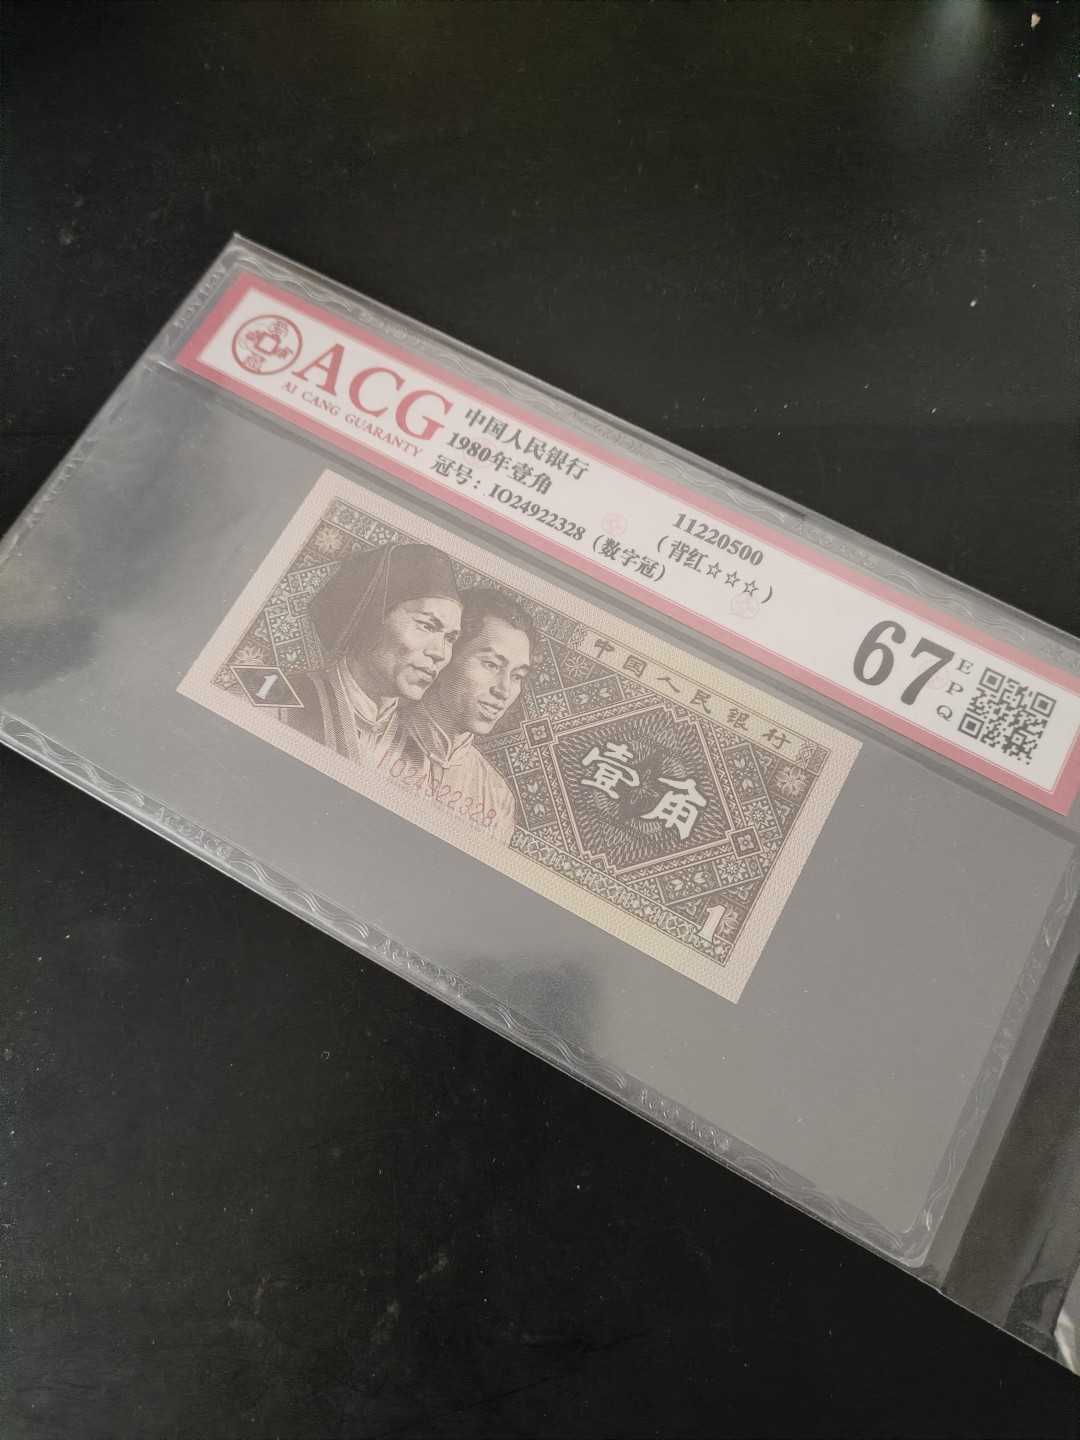 ACG
AI CANG GUARANTY
中国人民银行
1980年壹角
冠号：IO24922328（数字冠）
11220500
（背红☆☆☆）
67
EPQ
中国人民银行
壹角
1
IO24922328
1